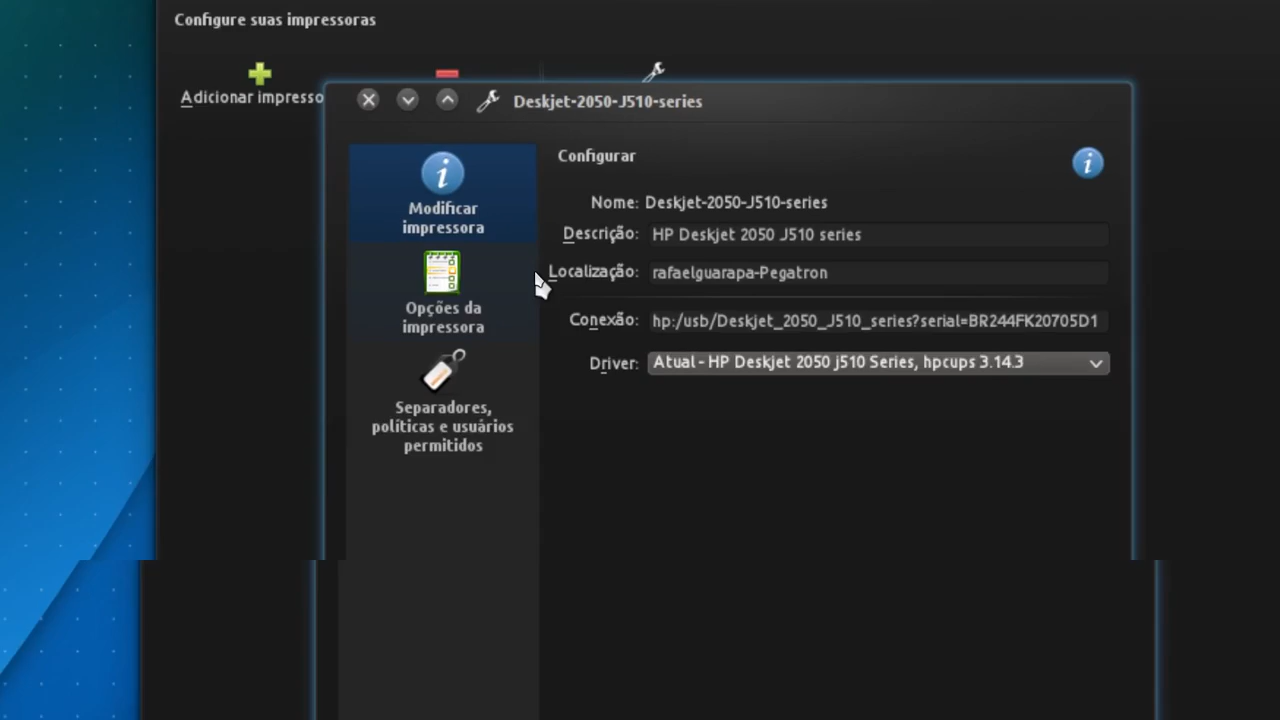 Configure suas impressoras
Adicionar impresso
Deskjet-2050-J510-series
Modificar
impressora
Opções da
impressora
Separadores,
políticas e usuários
permitidos
Configurar
Nome: Deskjet-2050-J510-series
Descrição: HP Deskjet 2050 J510 series
Localização: rafaelguarapa-Pegatron
Conexão: hp:/usb/Deskjet_2050_J510_series?serial=BR244FK20705D1
Driver: Atual - HP Deskjet 2050 j510 Series, hpcups 3.14.3